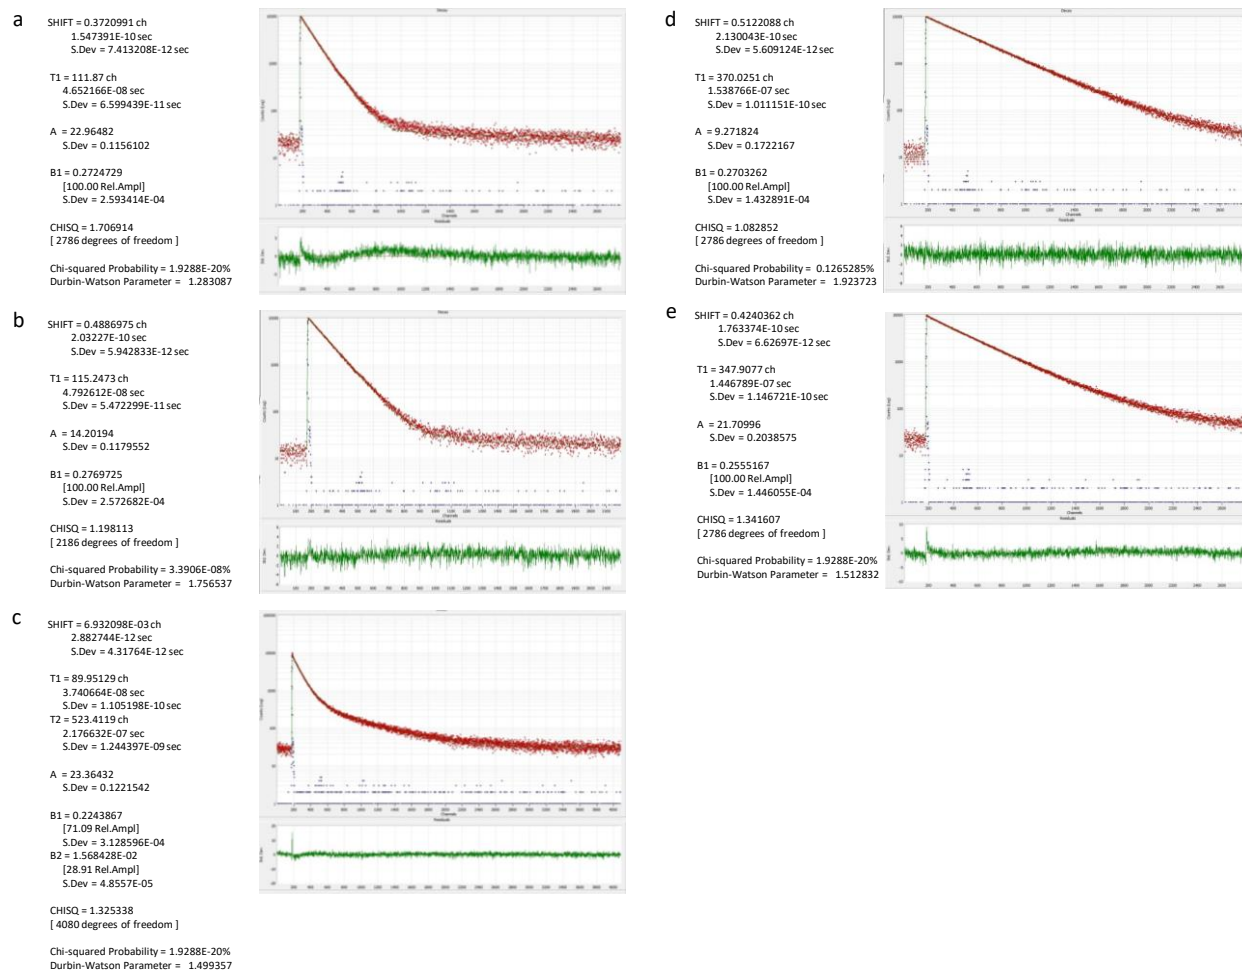 a
SHIFT = 0.3720991 ch
1.547391E-10 sec
S.Dev = 7.413208E-12 sec
T1 = 111.87 ch
4.652166E-08 sec
S.Dev = 6.599439E-11 sec
A = 22.96482
S.Dev = 0.1156102
B1 = 0.2724729
[100.00 Rel.Ampl]
S.Dev = 2.593414E-04
CHISQ = 1.706914
[ 2786 degrees of freedom ]
Chi-squared Probability = 1.9288E-20%
Durbin-Watson Parameter = 1.283087
b
SHIFT = 0.4886975 ch
2.03227E-10 sec
S.Dev = 5.942833E-12 sec
T1 = 115.2473 ch
4.792612E-08 sec
S.Dev = 5.472299E-11 sec
A = 14.20194
S.Dev = 0.1179552
B1 = 0.2769725
[100.00 Rel.Ampl]
S.Dev = 2.572682E-04
CHISQ = 1.198113
[ 2186 degrees of freedom ]
Chi-squared Probability = 3.3906E-08%
Durbin-Watson Parameter = 1.756537
c
SHIFT = 6.932098E-03 ch
2.882744E-12 sec
S.Dev = 4.31764E-12 sec
T1 = 89.95129 ch
3.740664E-08 sec
S.Dev = 1.105198E-10 sec
T2 = 523.4119 ch
2.176632E-07 sec
S.Dev = 1.244397E-09 sec
A = 23.36432
S.Dev = 0.1221542
B1 = 0.2243867
[71.09 Rel.Ampl]
S.Dev = 3.128596E-04
B2 = 1.568428E-02
[28.91 Rel.Ampl]
S.Dev = 4.8557E-05
CHISQ = 1.325338
[ 4080 degrees of freedom ]
Chi-squared Probability = 1.9288E-20%
Durbin-Watson Parameter = 1.499357
d
SHIFT = 0.5122088 ch
2.130043E-10 sec
S.Dev = 5.609124E-12 sec
T1 = 370.0251 ch
1.538766E-07 sec
S.Dev = 1.011151E-10 sec
A = 9.271824
S.Dev = 0.1722167
B1 = 0.2703262
[100.00 Rel.Ampl]
S.Dev = 1.432891E-04
CHISQ = 1.082852
[ 2786 degrees of freedom ]
Chi-squared Probability = 0.1265285%
Durbin-Watson Parameter = 1.923723
e
SHIFT = 0.4240362 ch
1.763374E-10 sec
S.Dev = 6.62697E-12 sec
T1 = 347.9077 ch
1.446789E-07 sec
S.Dev = 1.146721E-10 sec
A = 21.70996
S.Dev = 0.2038575
B1 = 0.2555167
[100.00 Rel.Ampl]
S.Dev = 1.446055E-04
CHISQ = 1.341607
[ 2786 degrees of freedom ]
Chi-squared Probability = 1.9288E-20%
Durbin-Watson Parameter = 1.512832